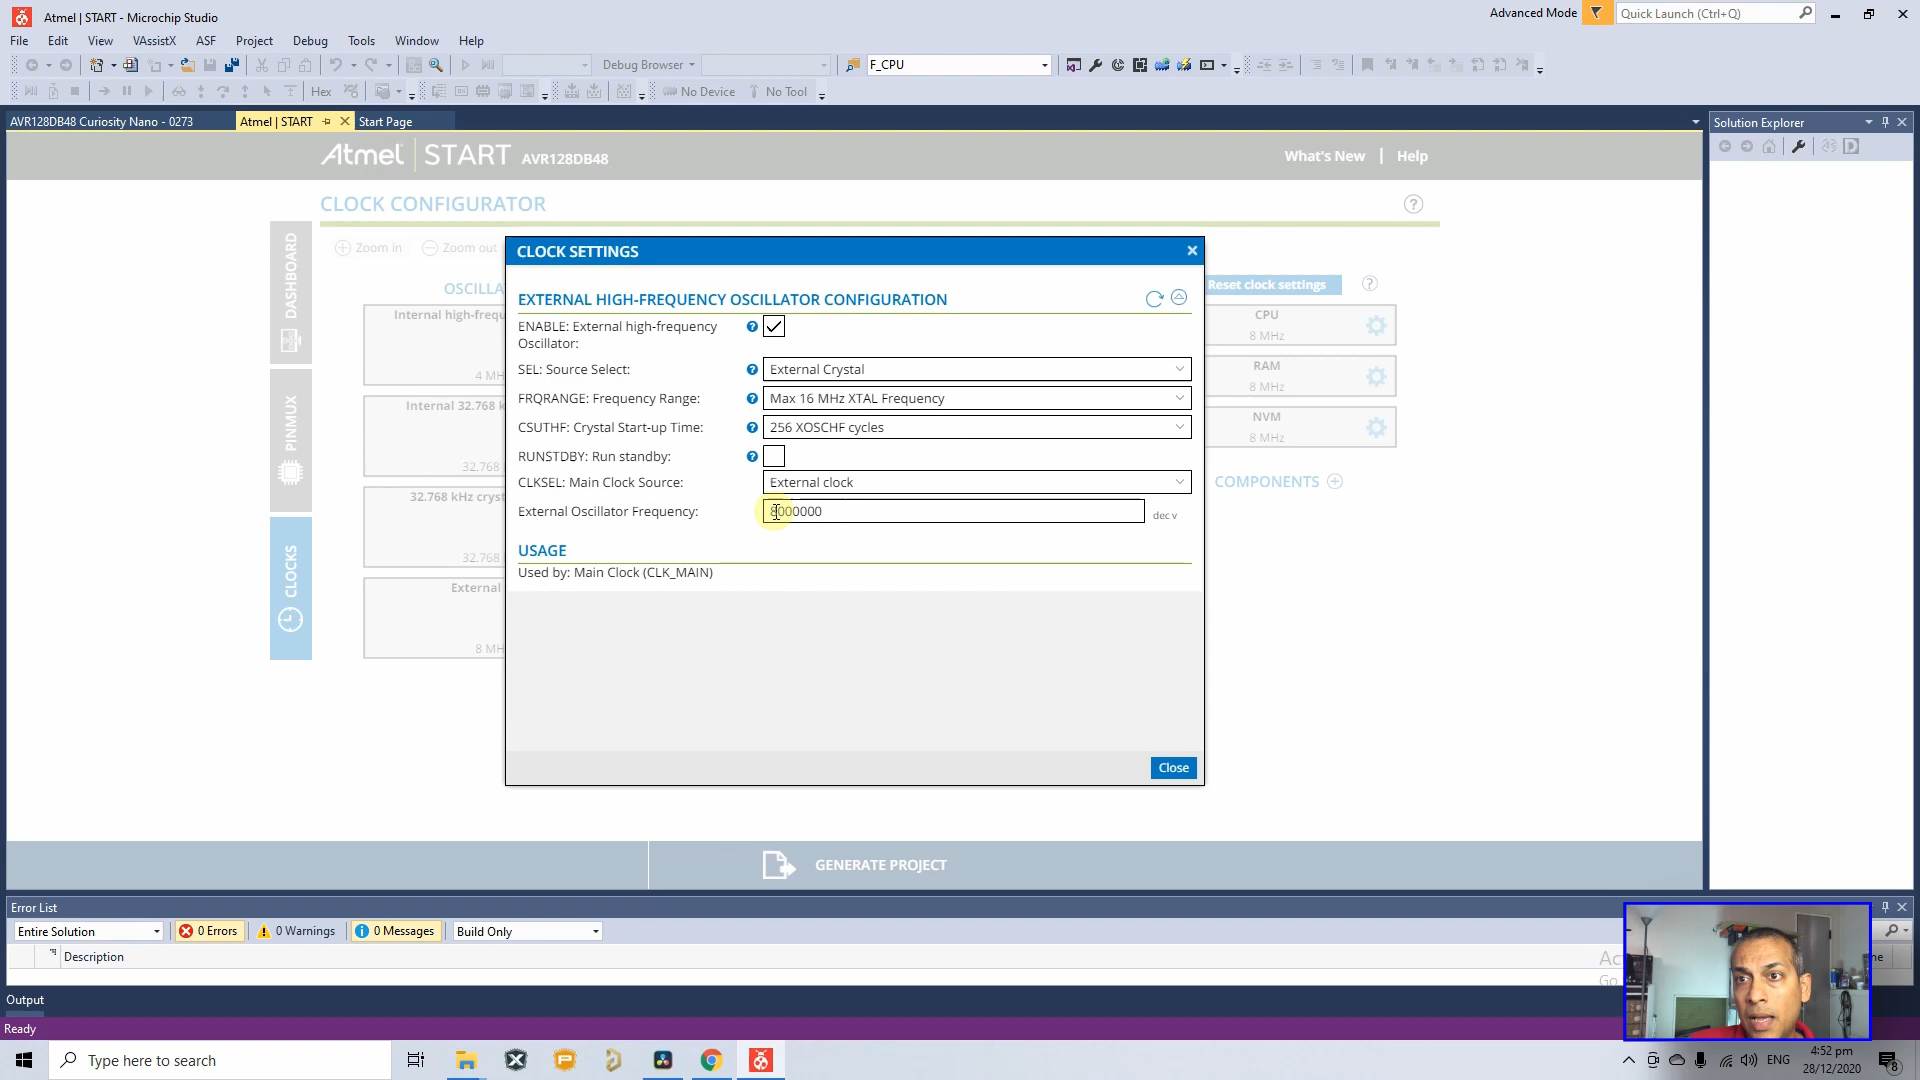 Atmel | START - Microchip Studio
Advanced Mode
Quick Launch (Ctrl+Q)
File Edit View VAssistX ASF Project Debug Tools Window Help
Debug Browser
F_CPU
Hex
No Device
No Tool
AVR128DB48 Curiosity Nano - 0273
Atmel | START
Start Page
Solution Explorer
Atmel START AVR128DB48
What's New | Help
CLOCK CONFIGURATOR
DASHBOARD
PINMUX
CLOCKS
Zoom in
Zoom out
OSCILLA
Internal high-frequ
4 MH
Internal 32.768 k
32.768
32.768 kHz cryst
32.768
External
8 MH
CLOCK SETTINGS
EXTERNAL HIGH-FREQUENCY OSCILLATOR CONFIGURATION
ENABLE: External high-frequency
Oscillator:
SEL: Source Select:
External Crystal
FRQRANGE: Frequency Range:
Max 16 MHz XTAL Frequency
CSUTHF: Crystal Start-up Time:
256 XOSCHF cycles
RUNSTDBY: Run standby:
CLKSEL: Main Clock Source:
External clock
External Oscillator Frequency:
8000000
dec v
USAGE
Used by: Main Clock (CLK_MAIN)
Close
Reset clock settings
CPU
8 MHz
RAM
8 MHz
NVM
8 MHz
COMPONENTS
GENERATE PROJECT
Error List
Entire Solution
0 Errors
0 Warnings
0 Messages
Build Only
Description
Ac
Go
ne
Output
Ready
Type here to search
ENG
4:52 pm
28/12/2020
8